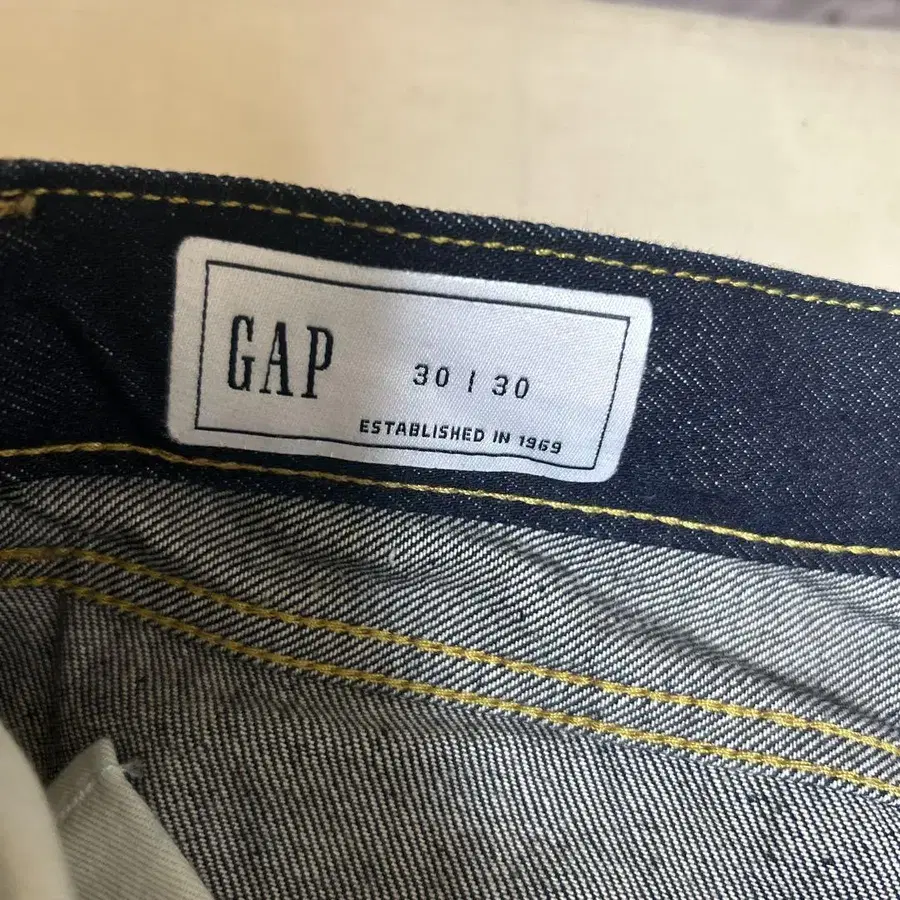 GAP
30 | 30
ESTABLISHED IN 1969